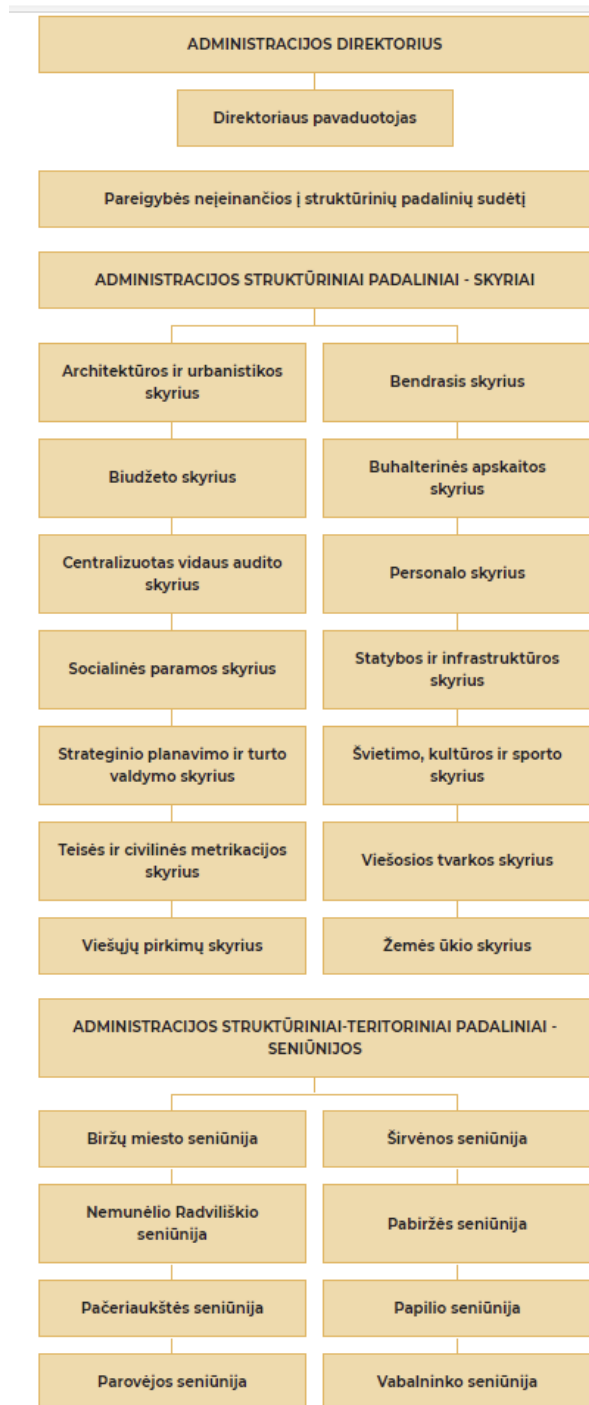 ADMINISTRACIJOS DIREKTORIUS
Direktoriaus pavaduotojas
Pareigybės neįeinančios į struktūrinių padalinių sudėtį
ADMINISTRACIJOS STRUKTŪRINIAI PADALINIAI - SKYRIAI
Architektūros ir urbanistikos
skyrius
Bendrasis skyrius
Biudžeto skyrius
Buhalterinės apskaitos
skyrius
Centralizuotas vidaus audito
skyrius
Personalo skyrius
Socialinės paramos skyrius
Statybos ir infrastruktūros
skyrius
Strateginio planavimo ir turto
valdymo skyrius
Švietimo, kultūros ir sporto
skyrius
Teisės ir civilinės metrikacijos
skyrius
Viešosios tvarkos skyrius
Viešųjų pirkimų skyrius
Žemės ūkio skyrius
ADMINISTRACIJOS STRUKTŪRINIAI-TERITORINIAI PADALINIAI -
SENIŪNIJOS
Biržų miesto seniūnija
Širvėnos seniūnija
Nemunėlio Radviliškio
seniūnija
Pabiržės seniūnija
Pačeriaukštės seniūnija
Papilio seniūnija
Parovėjos seniūnija
Vabalninko seniūnija